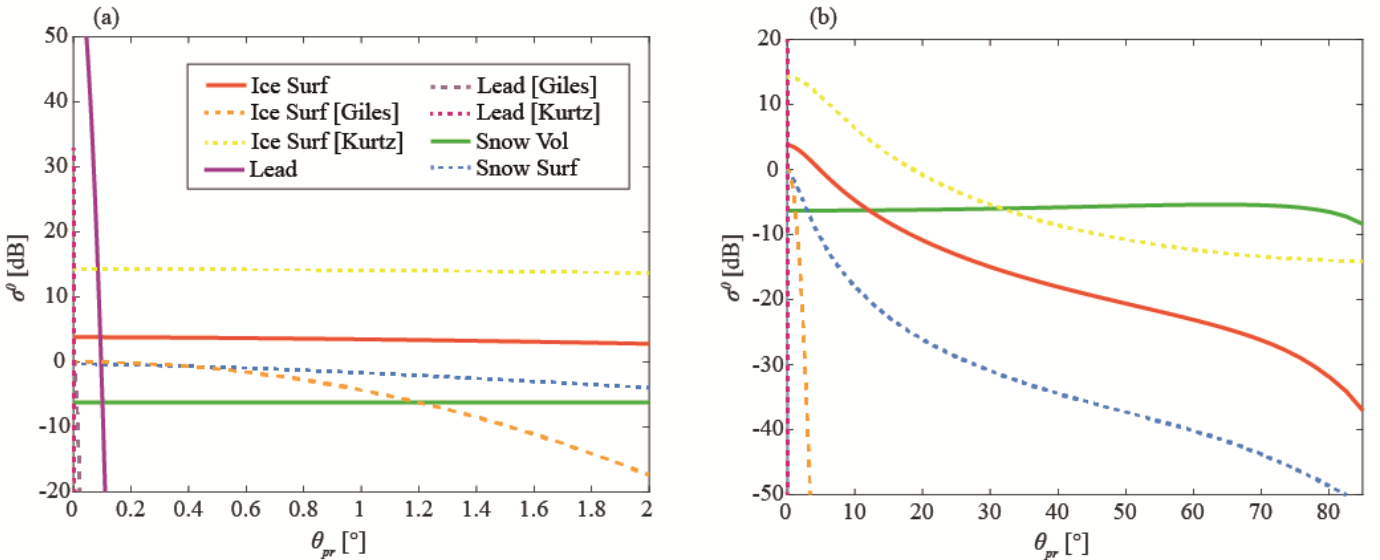 (a)
50
40
30
20
10
0
-10
-20
σ⁰ [dB]
Ice Surf
Ice Surf [Giles]
Ice Surf [Kurtz]
Lead
Lead [Giles]
Lead [Kurtz]
Snow Vol
Snow Surf
0 0.2 0.4 0.6 0.8 1 1.2 1.4 1.6 1.8 2
θpr [°]
(b)
20
10
0
-10
-20
-30
-40
-50
σ⁰ [dB]
0 10 20 30 40 50 60 70 80
θpr [°]